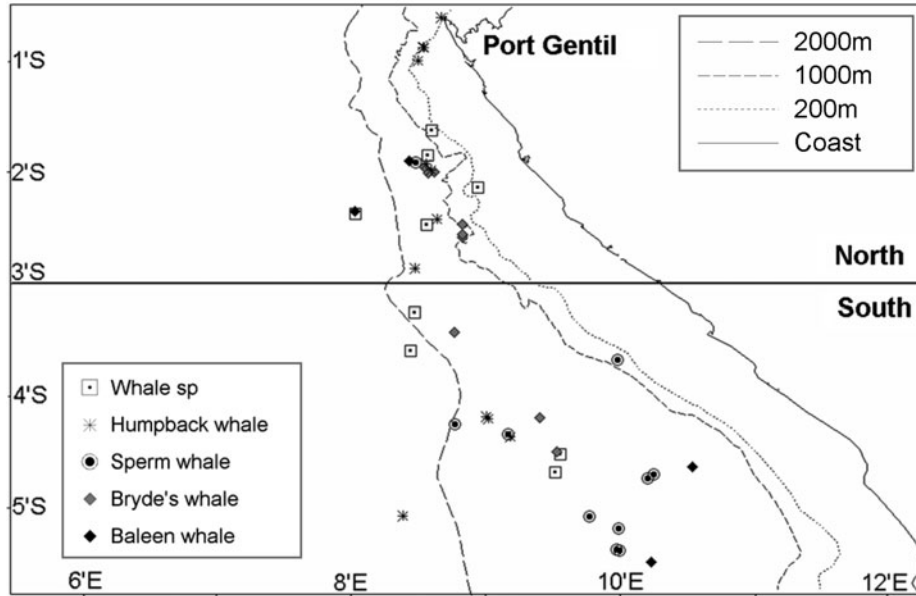 Port Gentil
2000m
1000m
200m
Coast
1'S
2'S
3'S
4'S
5'S
North
South
Whale sp
Humpback whale
Sperm whale
Bryde's whale
Baleen whale
6'E
8'E
10'E
12'E